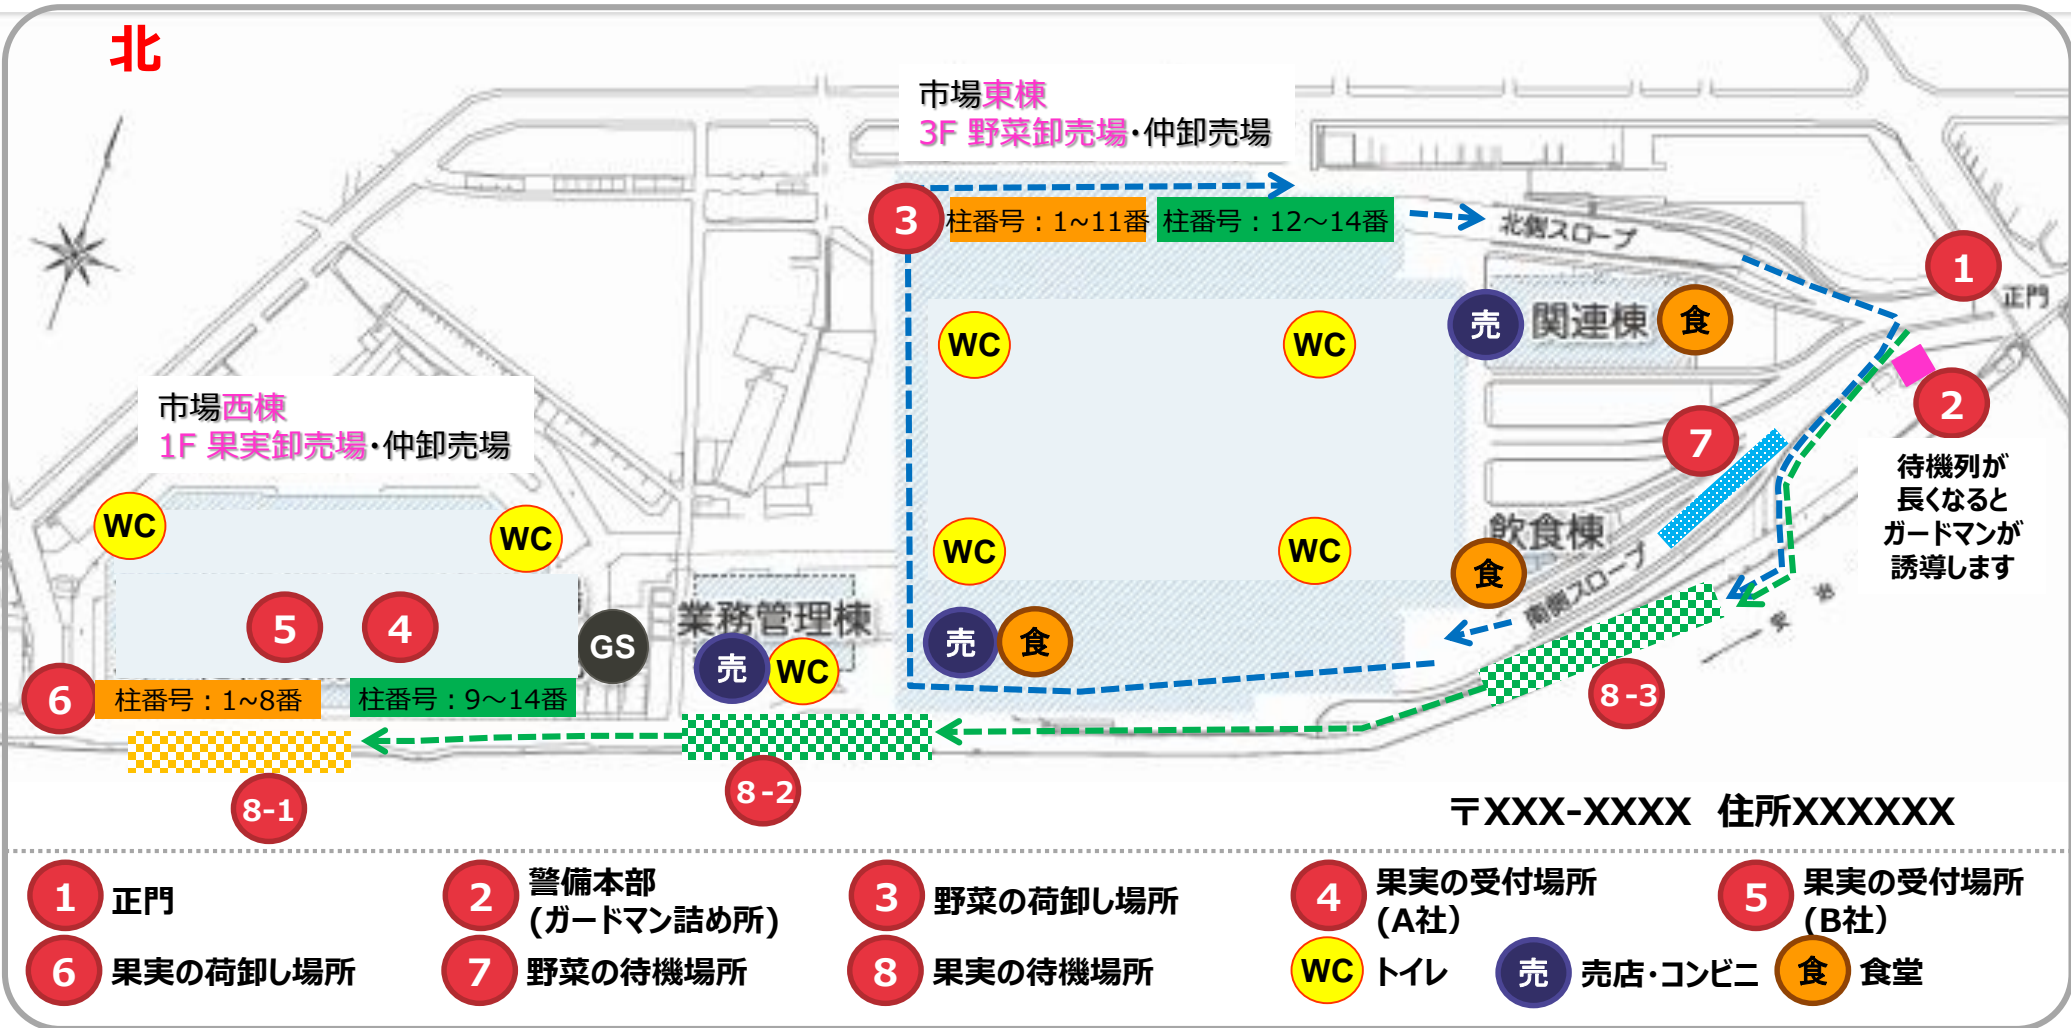 北
市場東棟
3F 野菜卸売場・仲卸売場
3
柱番号：1~11番
柱番号：12～14番
北側スロープ
1
正門
売
関連棟
食
WC
WC
2
待機列が
長くなると
ガードマンが
誘導します
市場西棟
1F 果実卸売場・仲卸売場
7
WC
WC
WC
WC
飲食棟
食
南側スロープ
5
4
GS
業務管理棟
売
WC
売
食
6
柱番号：1~8番
柱番号：9～14番
8-3
8-1
8-2
〒XXX-XXXX 住所XXXXXX
1 正門
2 警備本部
(ガードマン詰め所)
3 野菜の荷卸し場所
4 果実の受付場所
(A社）
5 果実の受付場所
(B社）
6 果実の荷卸し場所
7 野菜の待機場所
8 果実の待機場所
WC トイレ
売 売店・コンビニ
食 食堂